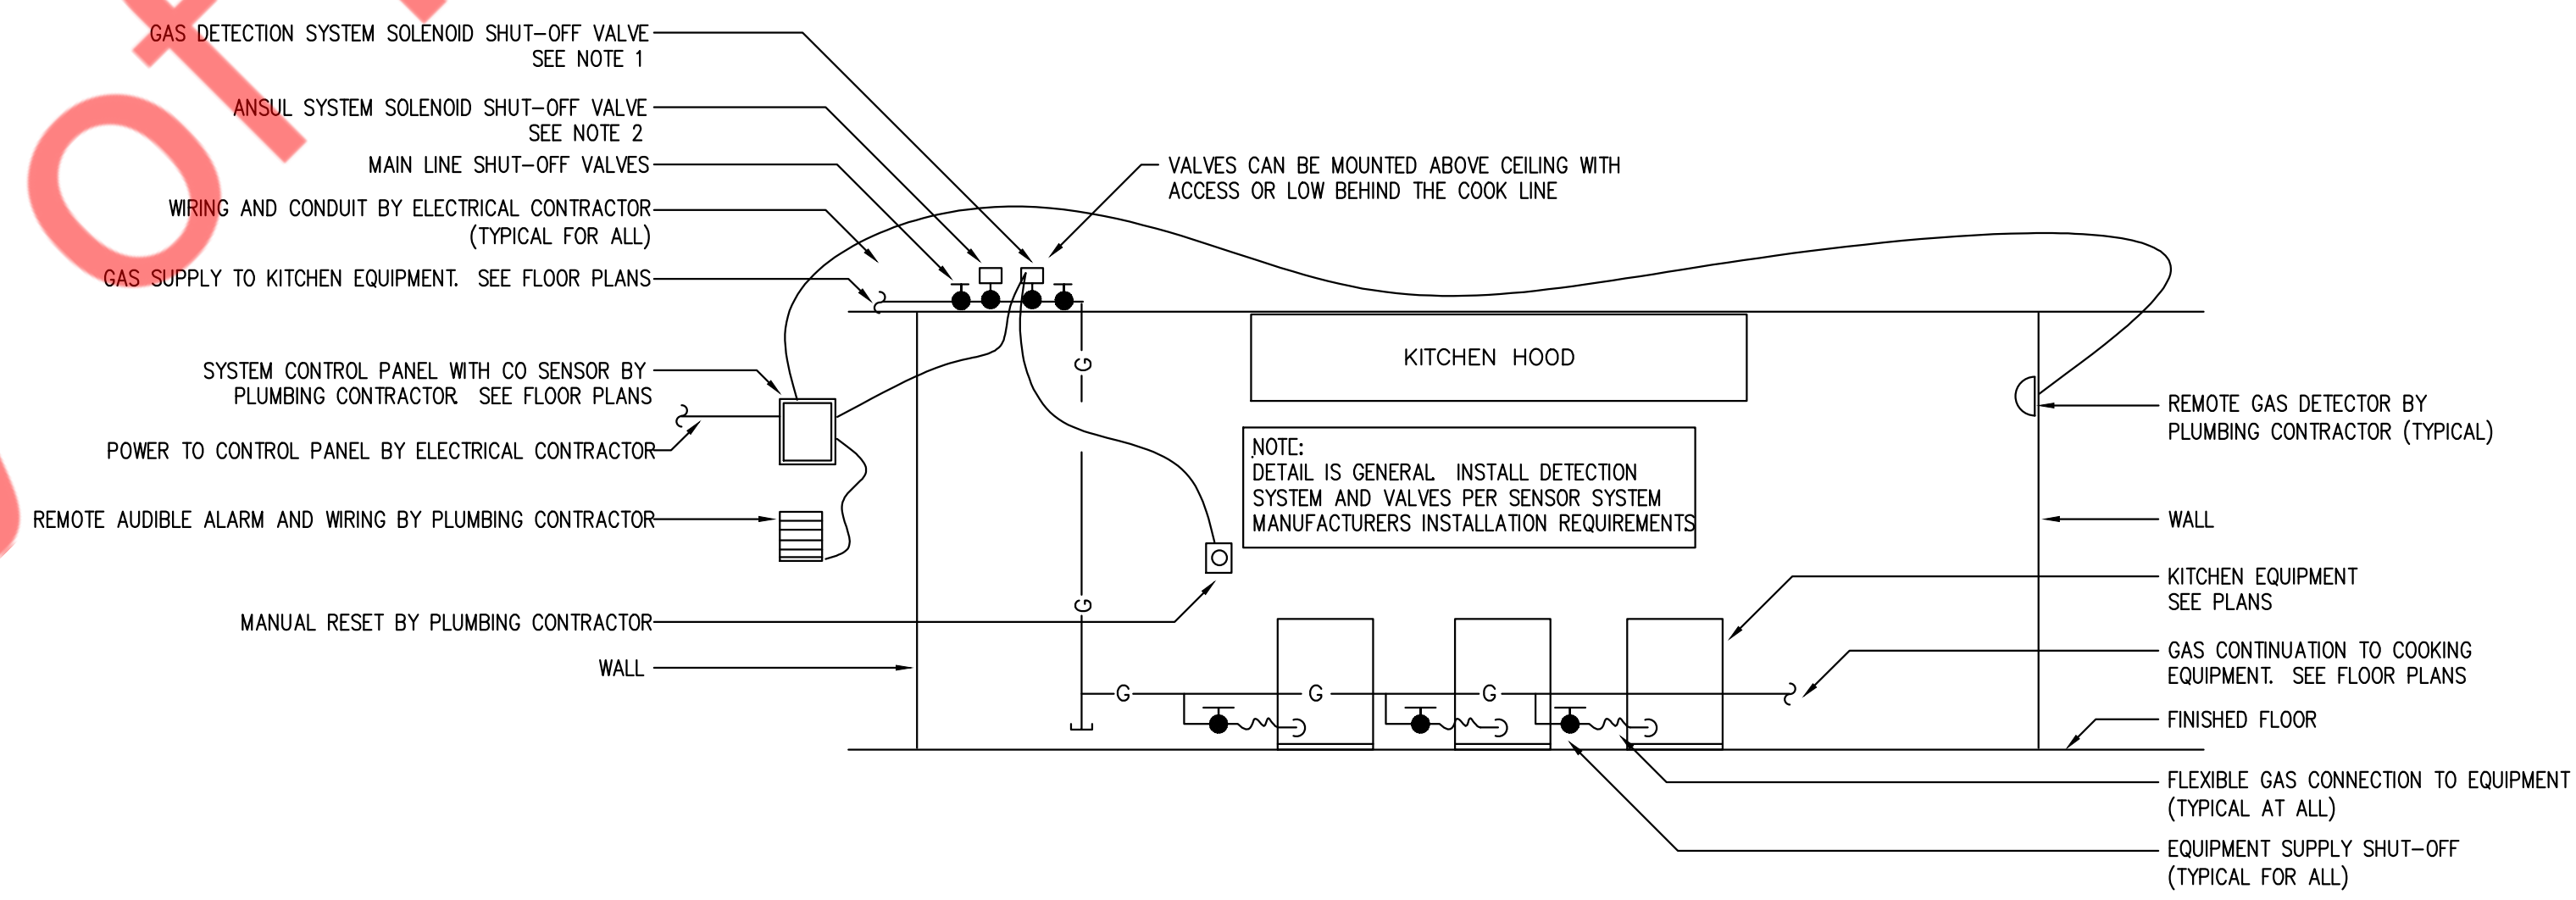 GAS DETECTION SYSTEM SOLENOID SHUT-OFF VALVE
SEE NOTE 1
ANSUL SYSTEM SOLENOID SHUT-OFF VALVE
SEE NOTE 2
MAIN LINE SHUT-OFF VALVES
WIRING AND CONDUIT BY ELECTRICAL CONTRACTOR
(TYPICAL FOR ALL)
GAS SUPPLY TO KITCHEN EQUIPMENT. SEE FLOOR PLANS
SYSTEM CONTROL PANEL WITH CO SENSOR BY
PLUMBING CONTRACTOR. SEE FLOOR PLANS
POWER TO CONTROL PANEL BY ELECTRICAL CONTRACTOR
REMOTE AUDIBLE ALARM AND WIRING BY PLUMBING CONTRACTOR
MANUAL RESET BY PLUMBING CONTRACTOR
WALL
VALVES CAN BE MOUNTED ABOVE CEILING WITH
ACCESS OR LOW BEHIND THE COOK LINE
KITCHEN HOOD
NOTE:
DETAIL IS GENERAL. INSTALL DETECTION
SYSTEM AND VALVES PER SENSOR SYSTEM
MANUFACTURERS INSTALLATION REQUIREMENTS
G
G
G
G
G
REMOTE GAS DETECTOR BY
PLUMBING CONTRACTOR (TYPICAL)
WALL
KITCHEN EQUIPMENT
SEE PLANS
GAS CONTINUATION TO COOKING
EQUIPMENT. SEE FLOOR PLANS
FINISHED FLOOR
FLEXIBLE GAS CONNECTION TO EQUIPMENT
(TYPICAL AT ALL)
EQUIPMENT SUPPLY SHUT-OFF
(TYPICAL FOR ALL)